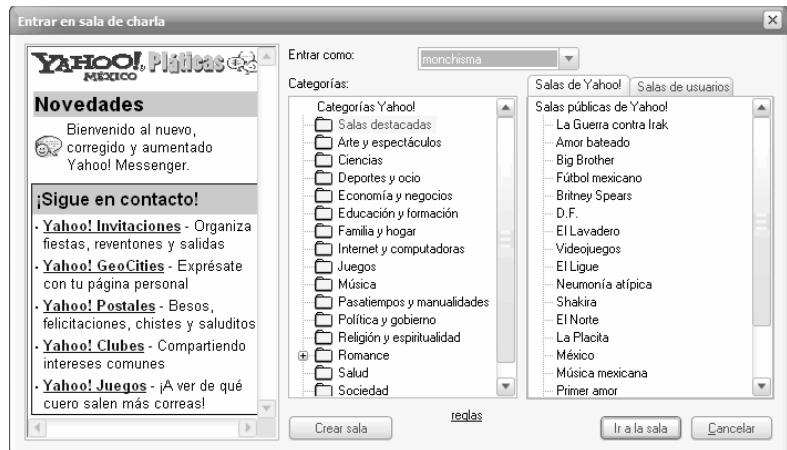 Entrar en sala de charla
YAHOO! Pláticas
MÉXICO
Novedades
Bienvenido al nuevo,
corregido y aumentado
Yahoo! Messenger.
¡Sigue en contacto!
· Yahoo! Invitaciones - Organiza
fiestas, reventones y salidas
· Yahoo! GeoCities - Exprésate
con tu página personal
· Yahoo! Postales - Besos,
felicitaciones, chistes y saluditos
· Yahoo! Clubes - Compartiendo
intereses comunes
· Yahoo! Juegos - ¡A ver de qué
cuero salen más correas!
Entrar como:
monchisma
Categorías:
Categorías Yahoo!
Salas destacadas
Arte y espectáculos
Ciencias
Deportes y ocio
Economía y negocios
Educación y formación
Familia y hogar
Internet y computadoras
Juegos
Música
Pasatiempos y manualidades
Política y gobierno
Religión y espiritualidad
Romance
Salud
Sociedad
Salas de Yahoo!
Salas de usuarios
Salas públicas de Yahoo!
La Guerra contra Irak
Amor bateado
Big Brother
Fútbol mexicano
Britney Spears
D.F.
El Lavadero
Videojuegos
El Ligue
Neumonía atípica
Shakira
El Norte
La Placita
México
Música mexicana
Primer amor
Crear sala
reglas
Ir a la sala
Cancelar